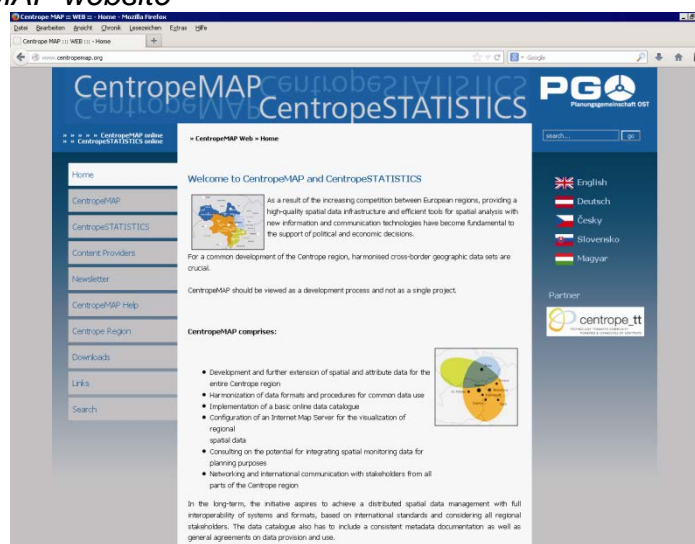 MAP website
Centrope MAP :: WEB :: - Home - Mozilla Firefox
Datei Bearbeiten Ansicht Chronik Lesezeichen Extras Hilfe
Centrope MAP ::: WEB ::: - Home
www.centropemap.org
Google
CentropeMAP
CentropeSTATISTICS
PGO
Planungsgemeinschaft OST
» » » » » CentropeMAP online
» » CentropeSTATISTICS online
» CentropeMAP Web » Home
search...
go
Home
CentropeMAP
CentropeSTATISTICS
Content Providers
Newsletter
CentropeMAP Help
Centrope Region
Downloads
Links
Search
Welcome to CentropeMAP and CentropeSTATISTICS
As a result of the increasing competition between European regions, providing a
high-quality spatial data infrastructure and efficient tools for spatial analysis with
new information and communication technologies have become fundamental to
the support of political and economic decisions.
For a common development of the Centrope region, harmonised cross-border geographic data sets are
crucial.
CentropeMAP should be viewed as a development process and not as a single project.
CentropeMAP comprises:
• Development and further extension of spatial and attribute data for the
entire Centrope region
• Harmonization of data formats and procedures for common data use
• Implementation of a basic online data catalogue
• Configuration of an Internet Map Server for the visualization of
regional
spatial data
• Consulting on the potential for integrating spatial monitoring data for
planning purposes
• Networking and international communication with stakeholders from all
parts of the Centrope region
In the long-term, the initiative aspires to achieve a distributed spatial data management with full
interoperability of systems and formats, based on international standards and considering all regional
stakeholders. The data catalogue also has to include a consistent metadata documentation as well as
general agreements on data provision and use.
English
Deutsch
Česky
Slovensko
Magyar
Partner
centrope_tt